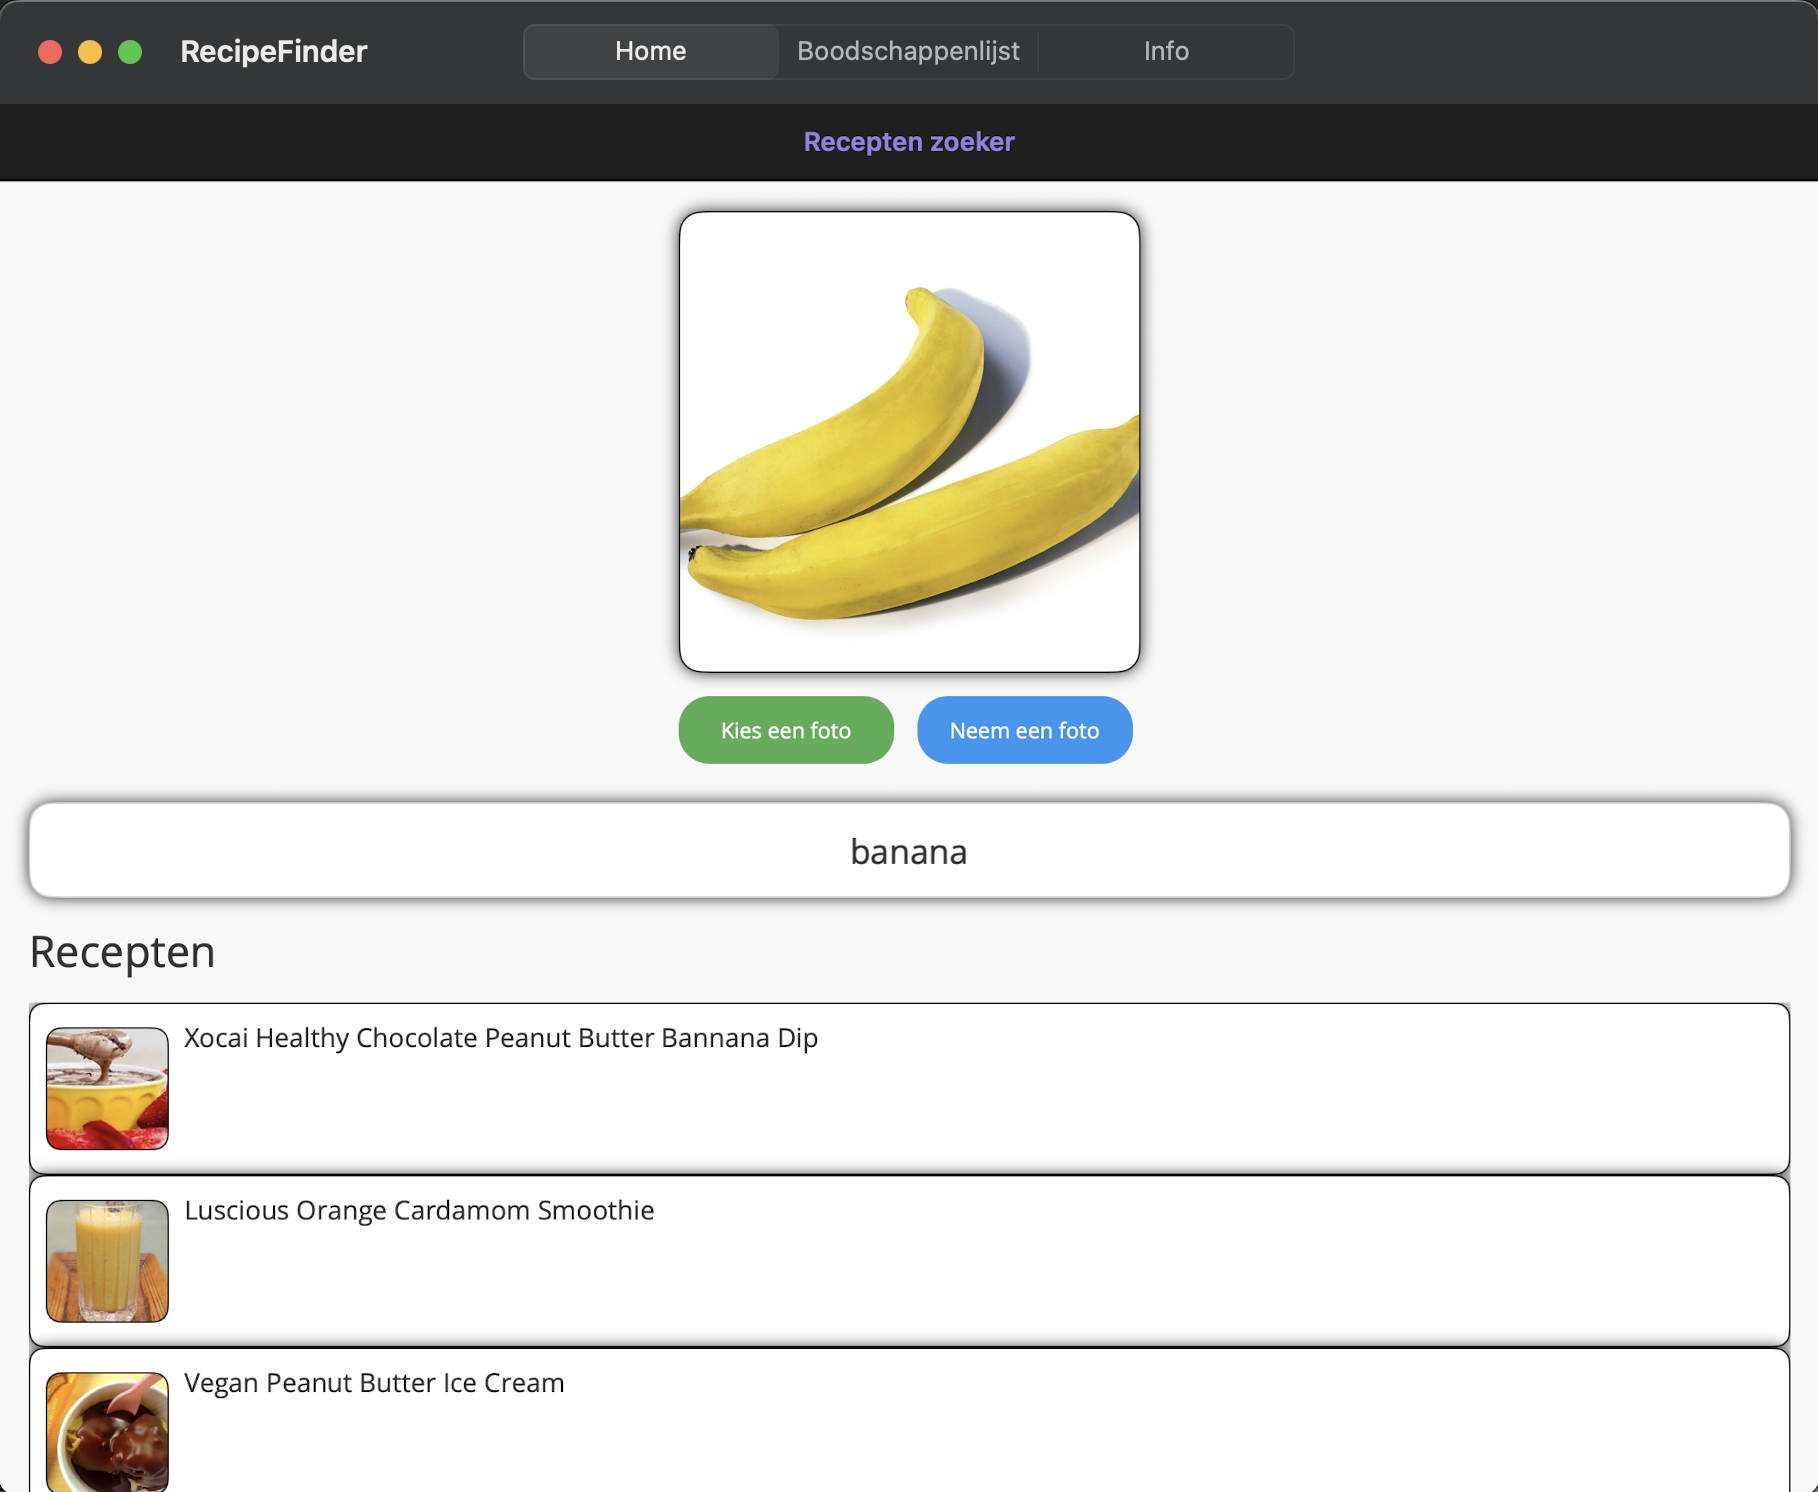 RecipeFinder
Home
Boodschappenlijst
Info
Recepten zoeker
Kies een foto
Neem een foto
banana
Recepten
Xocai Healthy Chocolate Peanut Butter Bannana Dip
Luscious Orange Cardamom Smoothie
Vegan Peanut Butter Ice Cream